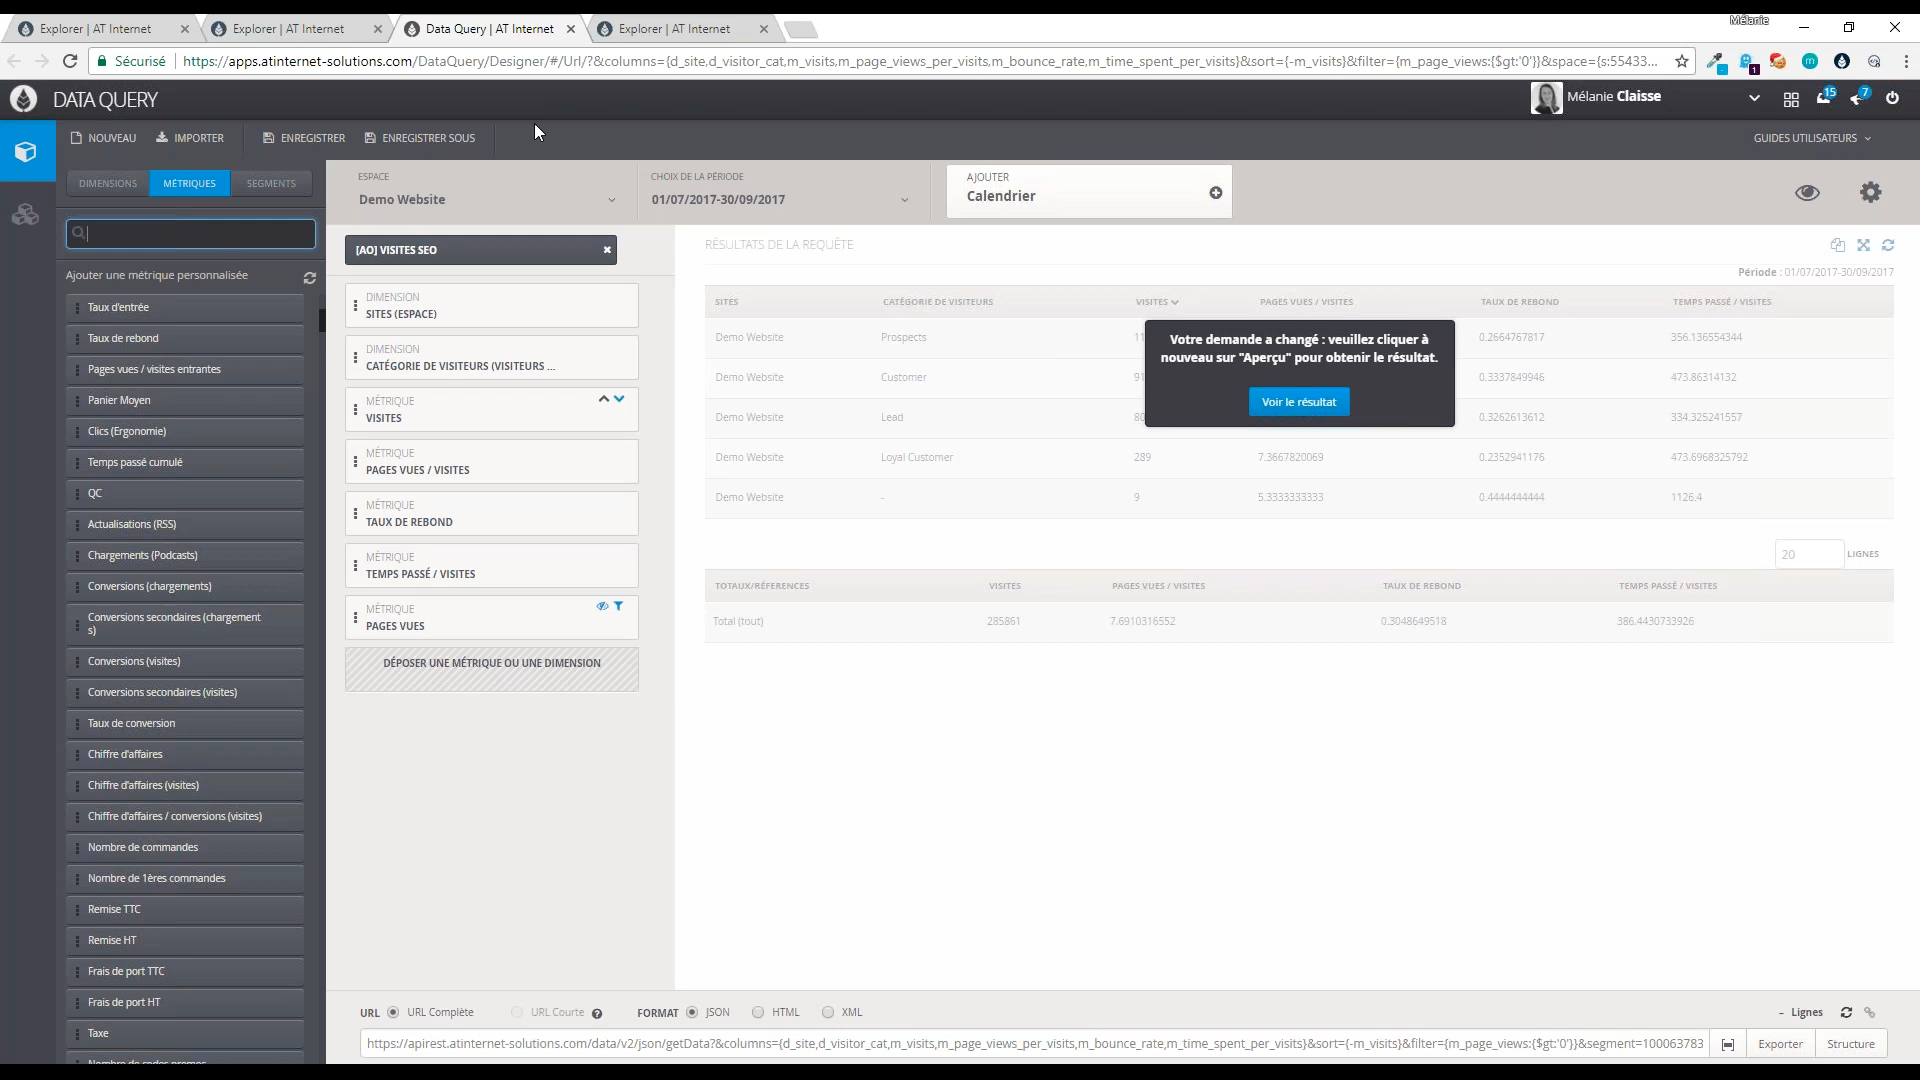 Mélanie
Explorer | AT Internet
Explorer | AT Internet
Data Query | AT Internet
Explorer | AT Internet
Sécurisé
https://apps.atinternet-solutions.com/DataQuery/Designer/#/Url/?&columns={d_site,d_visitor_cat,m_visits,m_page_views_per_visits,m_bounce_rate,m_time_spent_per_visits}&sort={-m_visits}&filter={m_page_views:{$gt:'0'}}&space={s:55433...
1
DATA QUERY
Mélanie Claisse
15
7
NOUVEAU
IMPORTER
ENREGISTRER
ENREGISTRER SOUS
GUIDES UTILISATEURS
DIMENSIONS
MÉTRIQUES
SEGMENTS
Ajouter une métrique personnalisée
Taux d'entrée
Taux de rebond
Pages vues / visites entrantes
Panier Moyen
Clics (Ergonomie)
Temps passé cumulé
QC
Actualisations (RSS)
Chargements (Podcasts)
Conversions (chargements)
Conversions secondaires (chargement
s)
Conversions (visites)
Conversions secondaires (visites)
Taux de conversion
Chiffre d'affaires
Chiffre d'affaires (visites)
Chiffre d'affaires / conversions (visites)
Nombre de commandes
Nombre de 1ères commandes
Remise TTC
Remise HT
Frais de port TTC
Frais de port HT
Taxe
Nombre de codes promos
ESPACE
Demo Website
CHOIX DE LA PÉRIODE
01/07/2017-30/09/2017
AJOUTER
Calendrier
[AO] VISITES SEO
DIMENSION
SITES (ESPACE)
DIMENSION
CATÉGORIE DE VISITEURS (VISITEURS ...
MÉTRIQUE
VISITES
MÉTRIQUE
PAGES VUES / VISITES
MÉTRIQUE
TAUX DE REBOND
MÉTRIQUE
TEMPS PASSÉ / VISITES
MÉTRIQUE
PAGES VUES
DÉPOSER UNE MÉTRIQUE OU UNE DIMENSION
RÉSULTATS DE LA REQUÊTE
Période : 01/07/2017-30/09/2017
SITES CATÉGORIE DE VISITEURS VISITES PAGES VUES / VISITES TAUX DE REBOND TEMPS PASSÉ / VISITES
Demo Website Prospects 11 0.2664767817 356.136554344
Demo Website Customer 91 0.3337849946 473.86314132
Demo Website Lead 80 0.3262613612 334.325241557
Demo Website Loyal Customer 289 7.3667820069 0.2352941176 473.6968325792
Demo Website - 9 5.3333333333 0.4444444444 1126.4
Votre demande a changé : veuillez cliquer à
nouveau sur "Aperçu" pour obtenir le résultat.
Voir le résultat
20 LIGNES
TOTAUX/RÉFERENCES VISITES PAGES VUES / VISITES TAUX DE REBOND TEMPS PASSÉ / VISITES
Total (tout) 285861 7.6910316552 0.3048649518 386.4430733926
URL URL Complète URL Courte FORMAT JSON HTML XML
– Lignes
https://apirest.atinternet-solutions.com/data/v2/json/getData?&columns={d_site,d_visitor_cat,m_visits,m_page_views_per_visits,m_bounce_rate,m_time_spent_per_visits}&sort={-m_visits}&filter={m_page_views:{$gt:'0'}}&segment=100063783
Exporter
Structure